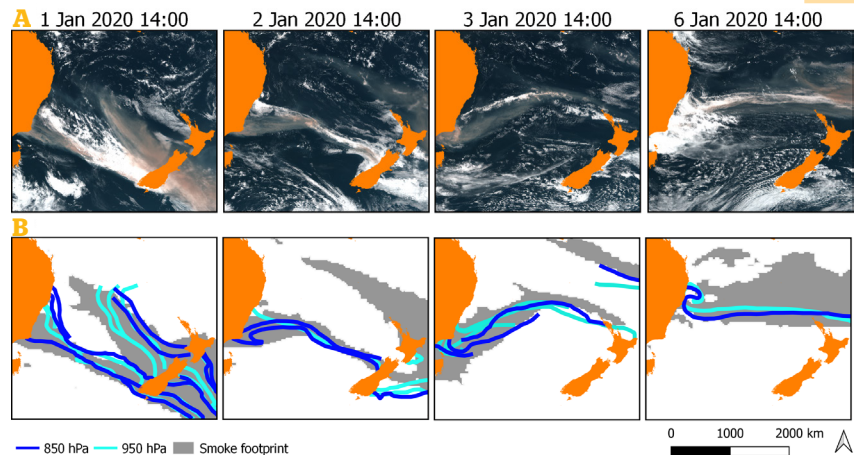 A
1 Jan 2020 14:00
2 Jan 2020 14:00
3 Jan 2020 14:00
6 Jan 2020 14:00
B
850 hPa
950 hPa
Smoke footprint
0
1000
2000 km